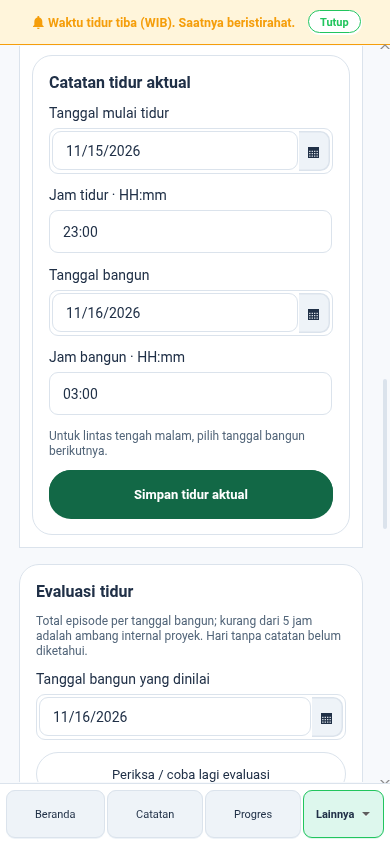 Waktu tidur tiba (WIB). Saatnya beristirahat.
Tutup
Catatan tidur aktual
Tanggal mulai tidur
11/15/2026
Jam tidur · HH:mm
23:00
Tanggal bangun
11/16/2026
Jam bangun · HH:mm
03:00
Untuk lintas tengah malam, pilih tanggal bangun
berikutnya.
Simpan tidur aktual
Evaluasi tidur
Total episode per tanggal bangun; kurang dari 5 jam
adalah ambang internal proyek. Hari tanpa catatan belum
diketahui.
Tanggal bangun yang dinilai
11/16/2026
Periksa / coba lagi evaluasi
Beranda
Catatan
Progres
Lainnya